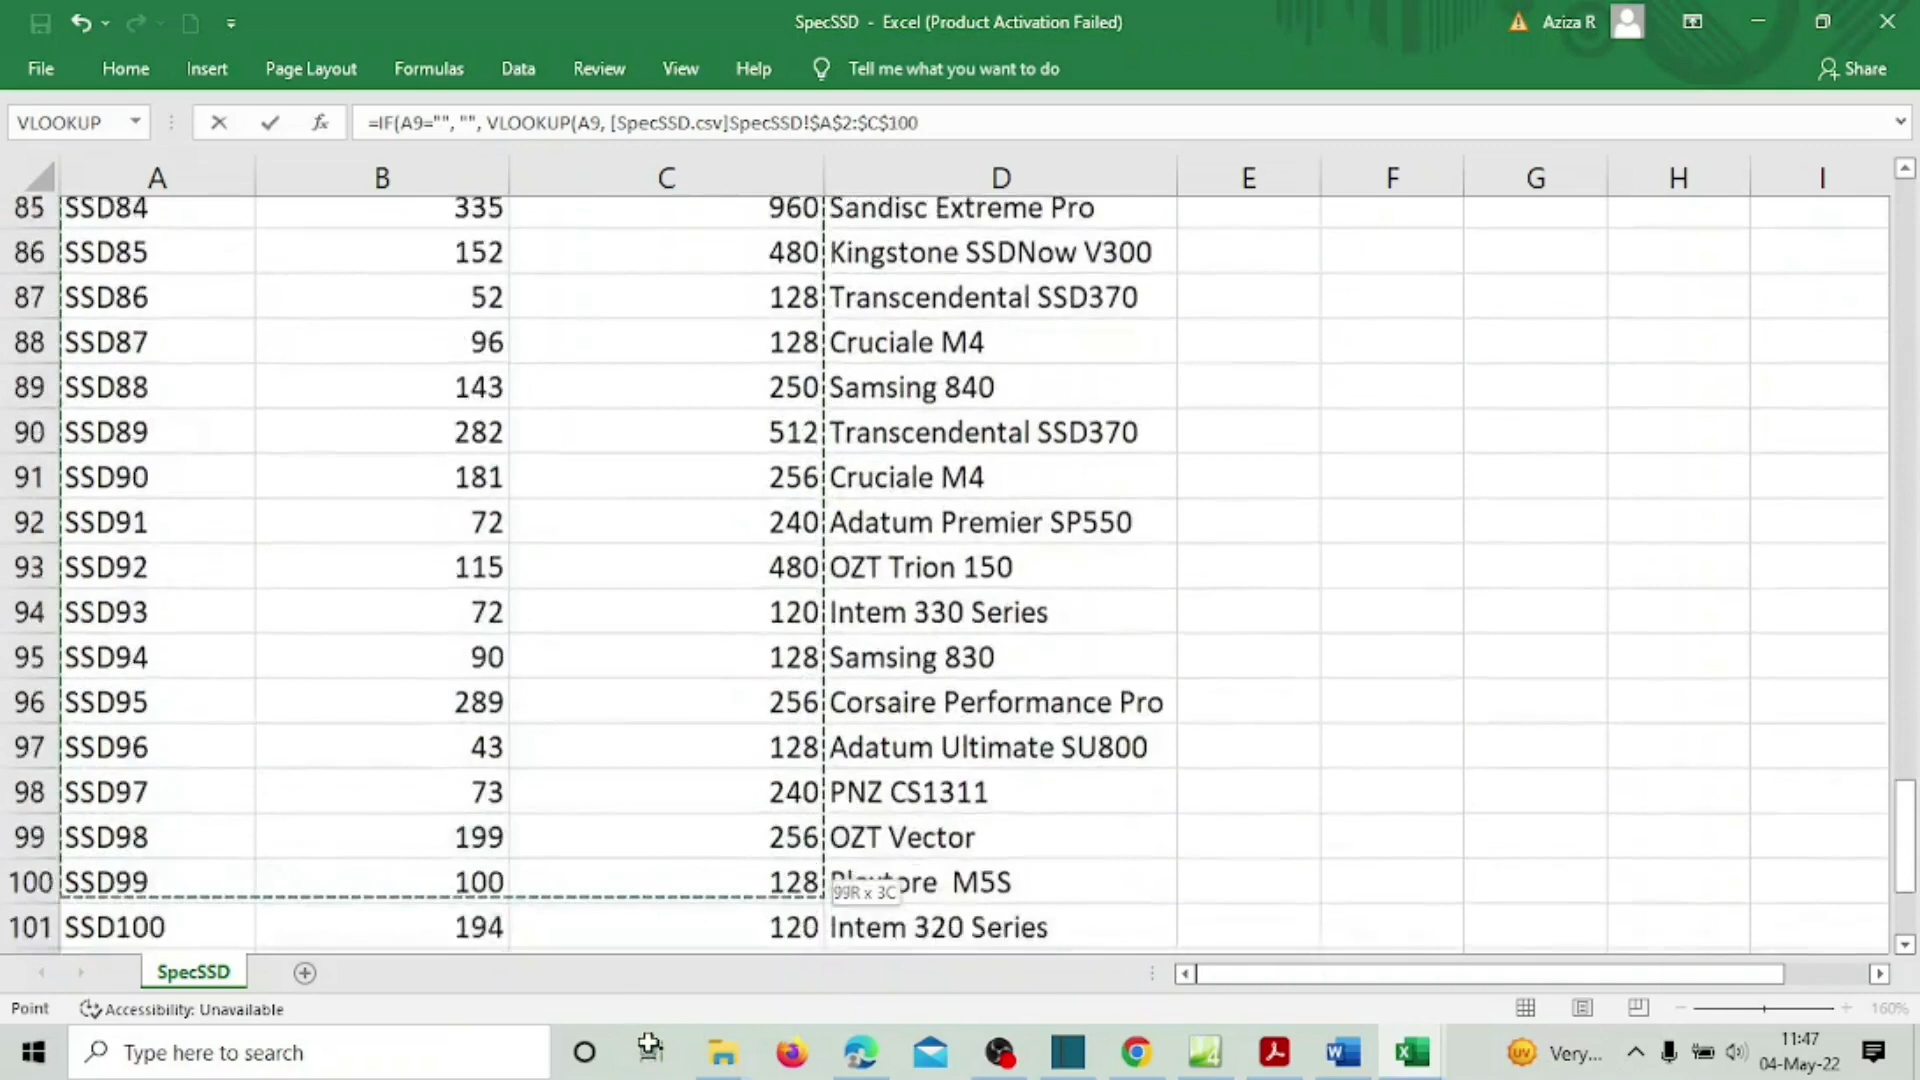 SpecSSD - Excel (Product Activation Failed)
Aziza R
File Home Insert Page Layout Formulas Data Review View Help Tell me what you want to do Share
VLOOKUP fx =IF(A9="", "", VLOOKUP(A9, [SpecSSD.csv]SpecSSD!$A$2:$C$100
A B C D E F G H I
85 SSD84 335 960 Sandisc Extreme Pro
86 SSD85 152 480 Kingstone SSDNow V300
87 SSD86 52 128 Transcendental SSD370
88 SSD87 96 128 Cruciale M4
89 SSD88 143 250 Samsing 840
90 SSD89 282 512 Transcendental SSD370
91 SSD90 181 256 Cruciale M4
92 SSD91 72 240 Adatum Premier SP550
93 SSD92 115 480 OZT Trion 150
94 SSD93 72 120 Intem 330 Series
95 SSD94 90 128 Samsing 830
96 SSD95 289 256 Corsaire Performance Pro
97 SSD96 43 128 Adatum Ultimate SU800
98 SSD97 73 240 PNZ CS1311
99 SSD98 199 256 OZT Vector
100 SSD99 100 128 M5S
99R x 3C
101 SSD100 194 120 Intem 320 Series
SpecSSD
Point Accessibility: Unavailable 160%
Type here to search
UV Very... 11:47
04-May-22